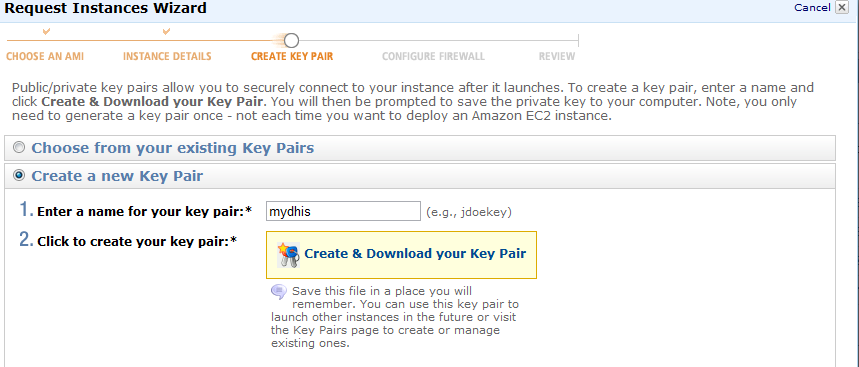 Request Instances Wizard
Cancel
CHOOSE AN AMI INSTANCE DETAILS CREATE KEY PAIR CONFIGURE FIREWALL REVIEW
Public/private key pairs allow you to securely connect to your instance after it launches. To create a key pair, enter a name and
click Create & Download your Key Pair. You will then be prompted to save the private key to your computer. Note, you only
need to generate a key pair once - not each time you want to deploy an Amazon EC2 instance.
Choose from your existing Key Pairs
Create a new Key Pair
1. Enter a name for your key pair:* mydhis (e.g., jdoekey)
2. Click to create your key pair:* Create & Download your Key Pair
Save this file in a place you will
remember. You can use this key pair to
launch other instances in the future or visit
the Key Pairs page to create or manage
existing ones.